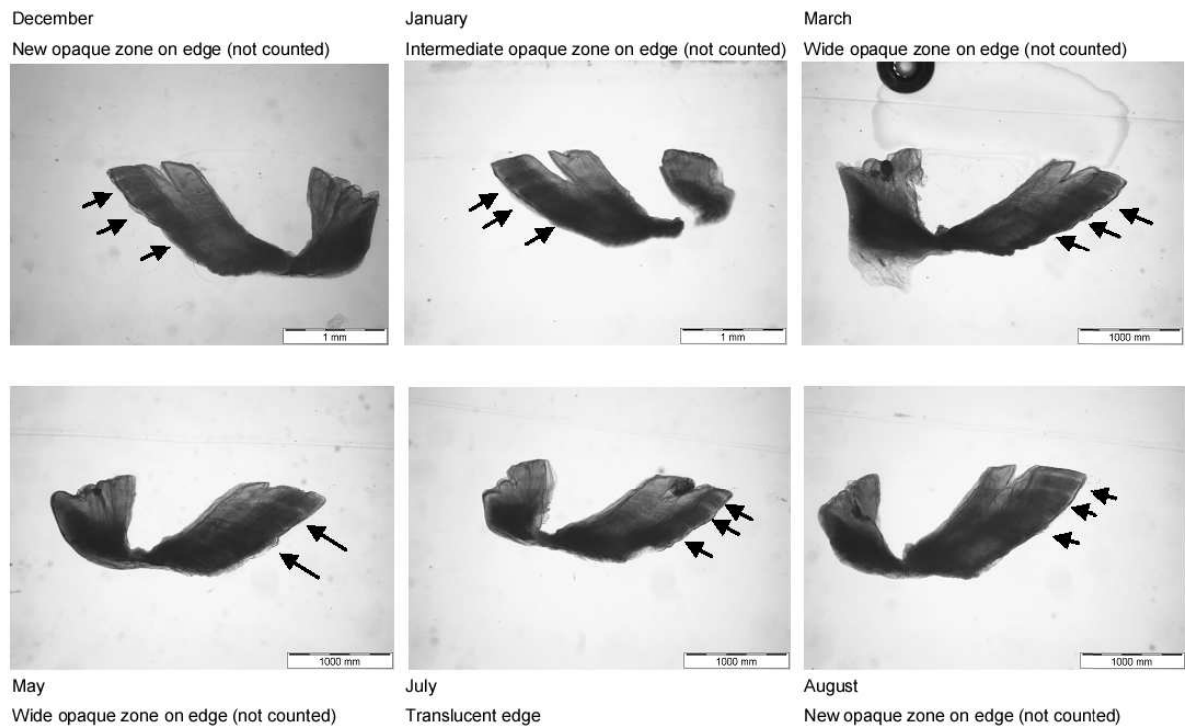 December
New opaque zone on edge (not counted)
January
Intermediate opaque zone on edge (not counted)
March
Wide opaque zone on edge (not counted)
1 mm
1 mm
1000 mm
1000 mm
1000 mm
1000 mm
May
Wide opaque zone on edge (not counted)
July
Translucent edge
August
New opaque zone on edge (not counted)